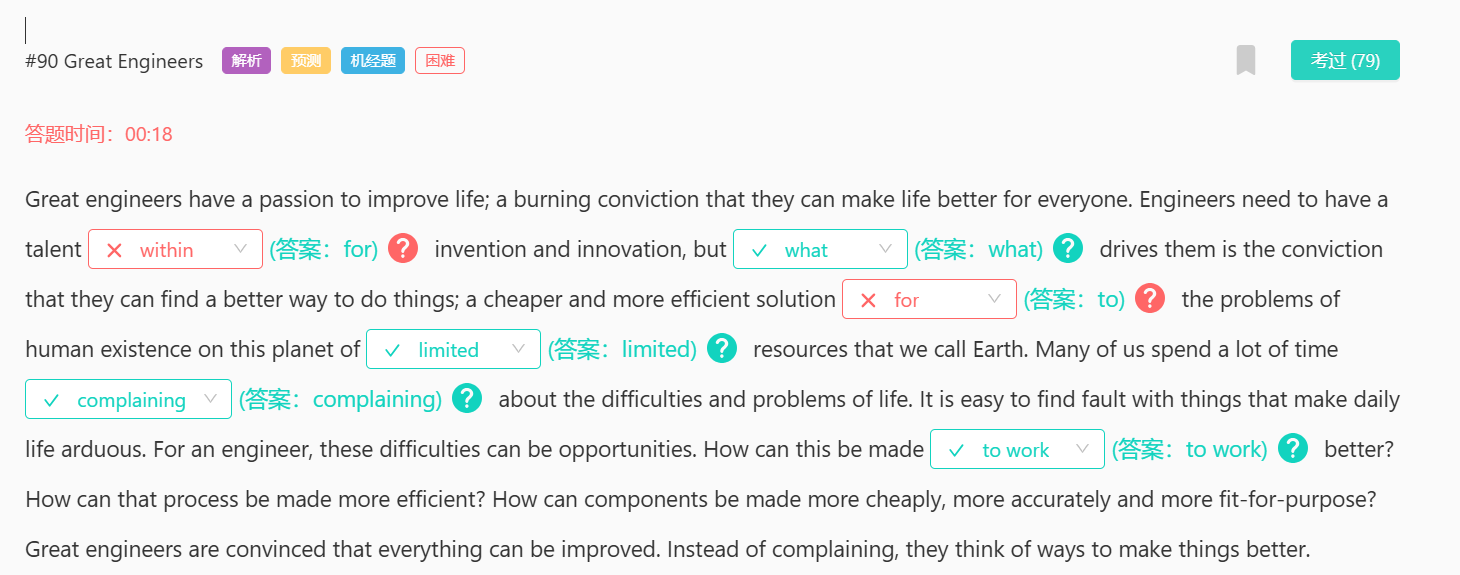 #90 Great Engineers 解析 预测 机经题 困难 考过 (79)
答题时间：00:18
Great engineers have a passion to improve life; a burning conviction that they can make life better for everyone. Engineers need to have a
talent × within (答案：for) ? invention and innovation, but ✓ what (答案：what) ? drives them is the conviction
that they can find a better way to do things; a cheaper and more efficient solution × for (答案：to) ? the problems of
human existence on this planet of ✓ limited (答案：limited) ? resources that we call Earth. Many of us spend a lot of time
✓ complaining (答案：complaining) ? about the difficulties and problems of life. It is easy to find fault with things that make daily
life arduous. For an engineer, these difficulties can be opportunities. How can this be made ✓ to work (答案：to work) ? better?
How can that process be made more efficient? How can components be made more cheaply, more accurately and more fit-for-purpose?
Great engineers are convinced that everything can be improved. Instead of complaining, they think of ways to make things better.